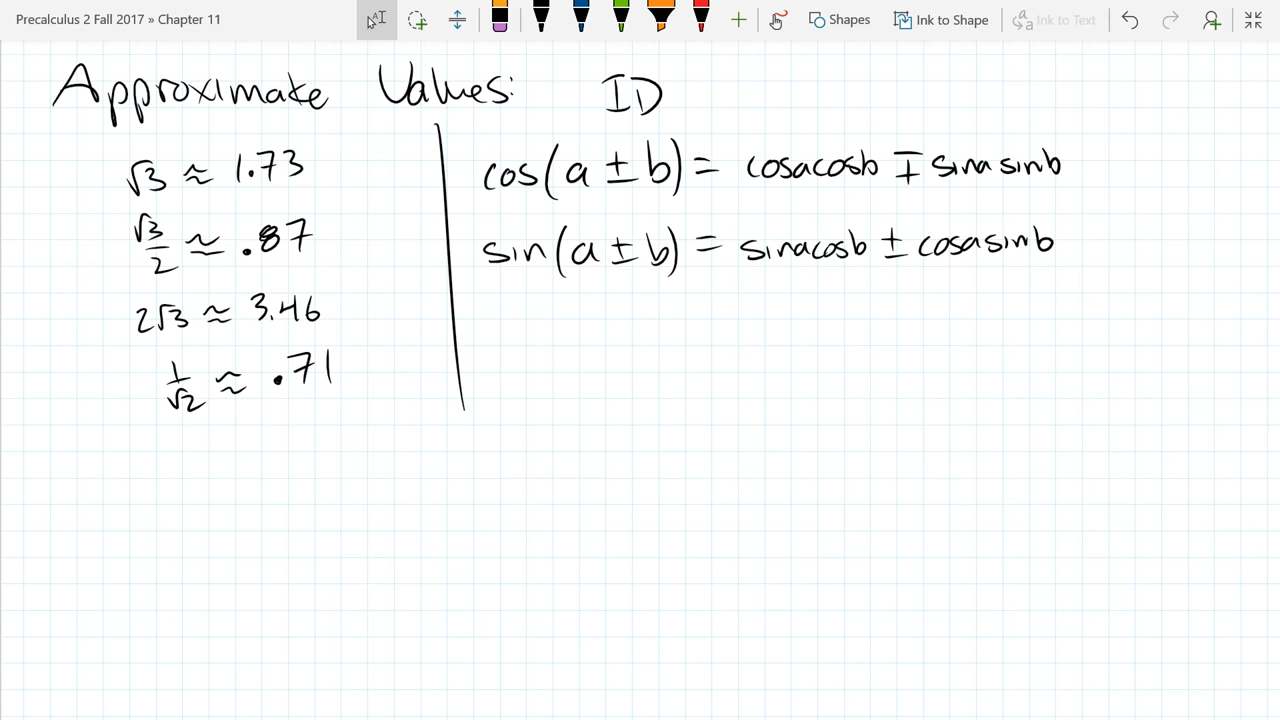 Precalculus 2 Fall 2017 » Chapter 11
Shapes
Ink to Shape
Ink to Text
Approximate Values: ID
√3 ≈ 1.73
√3/2 ≈ .87
2√3 ≈ 3.46
1/√2 ≈ .71
cos(a ± b) = cosacosb ∓ sinasinb
sin(a ± b) = sinacosb ± cosasinb